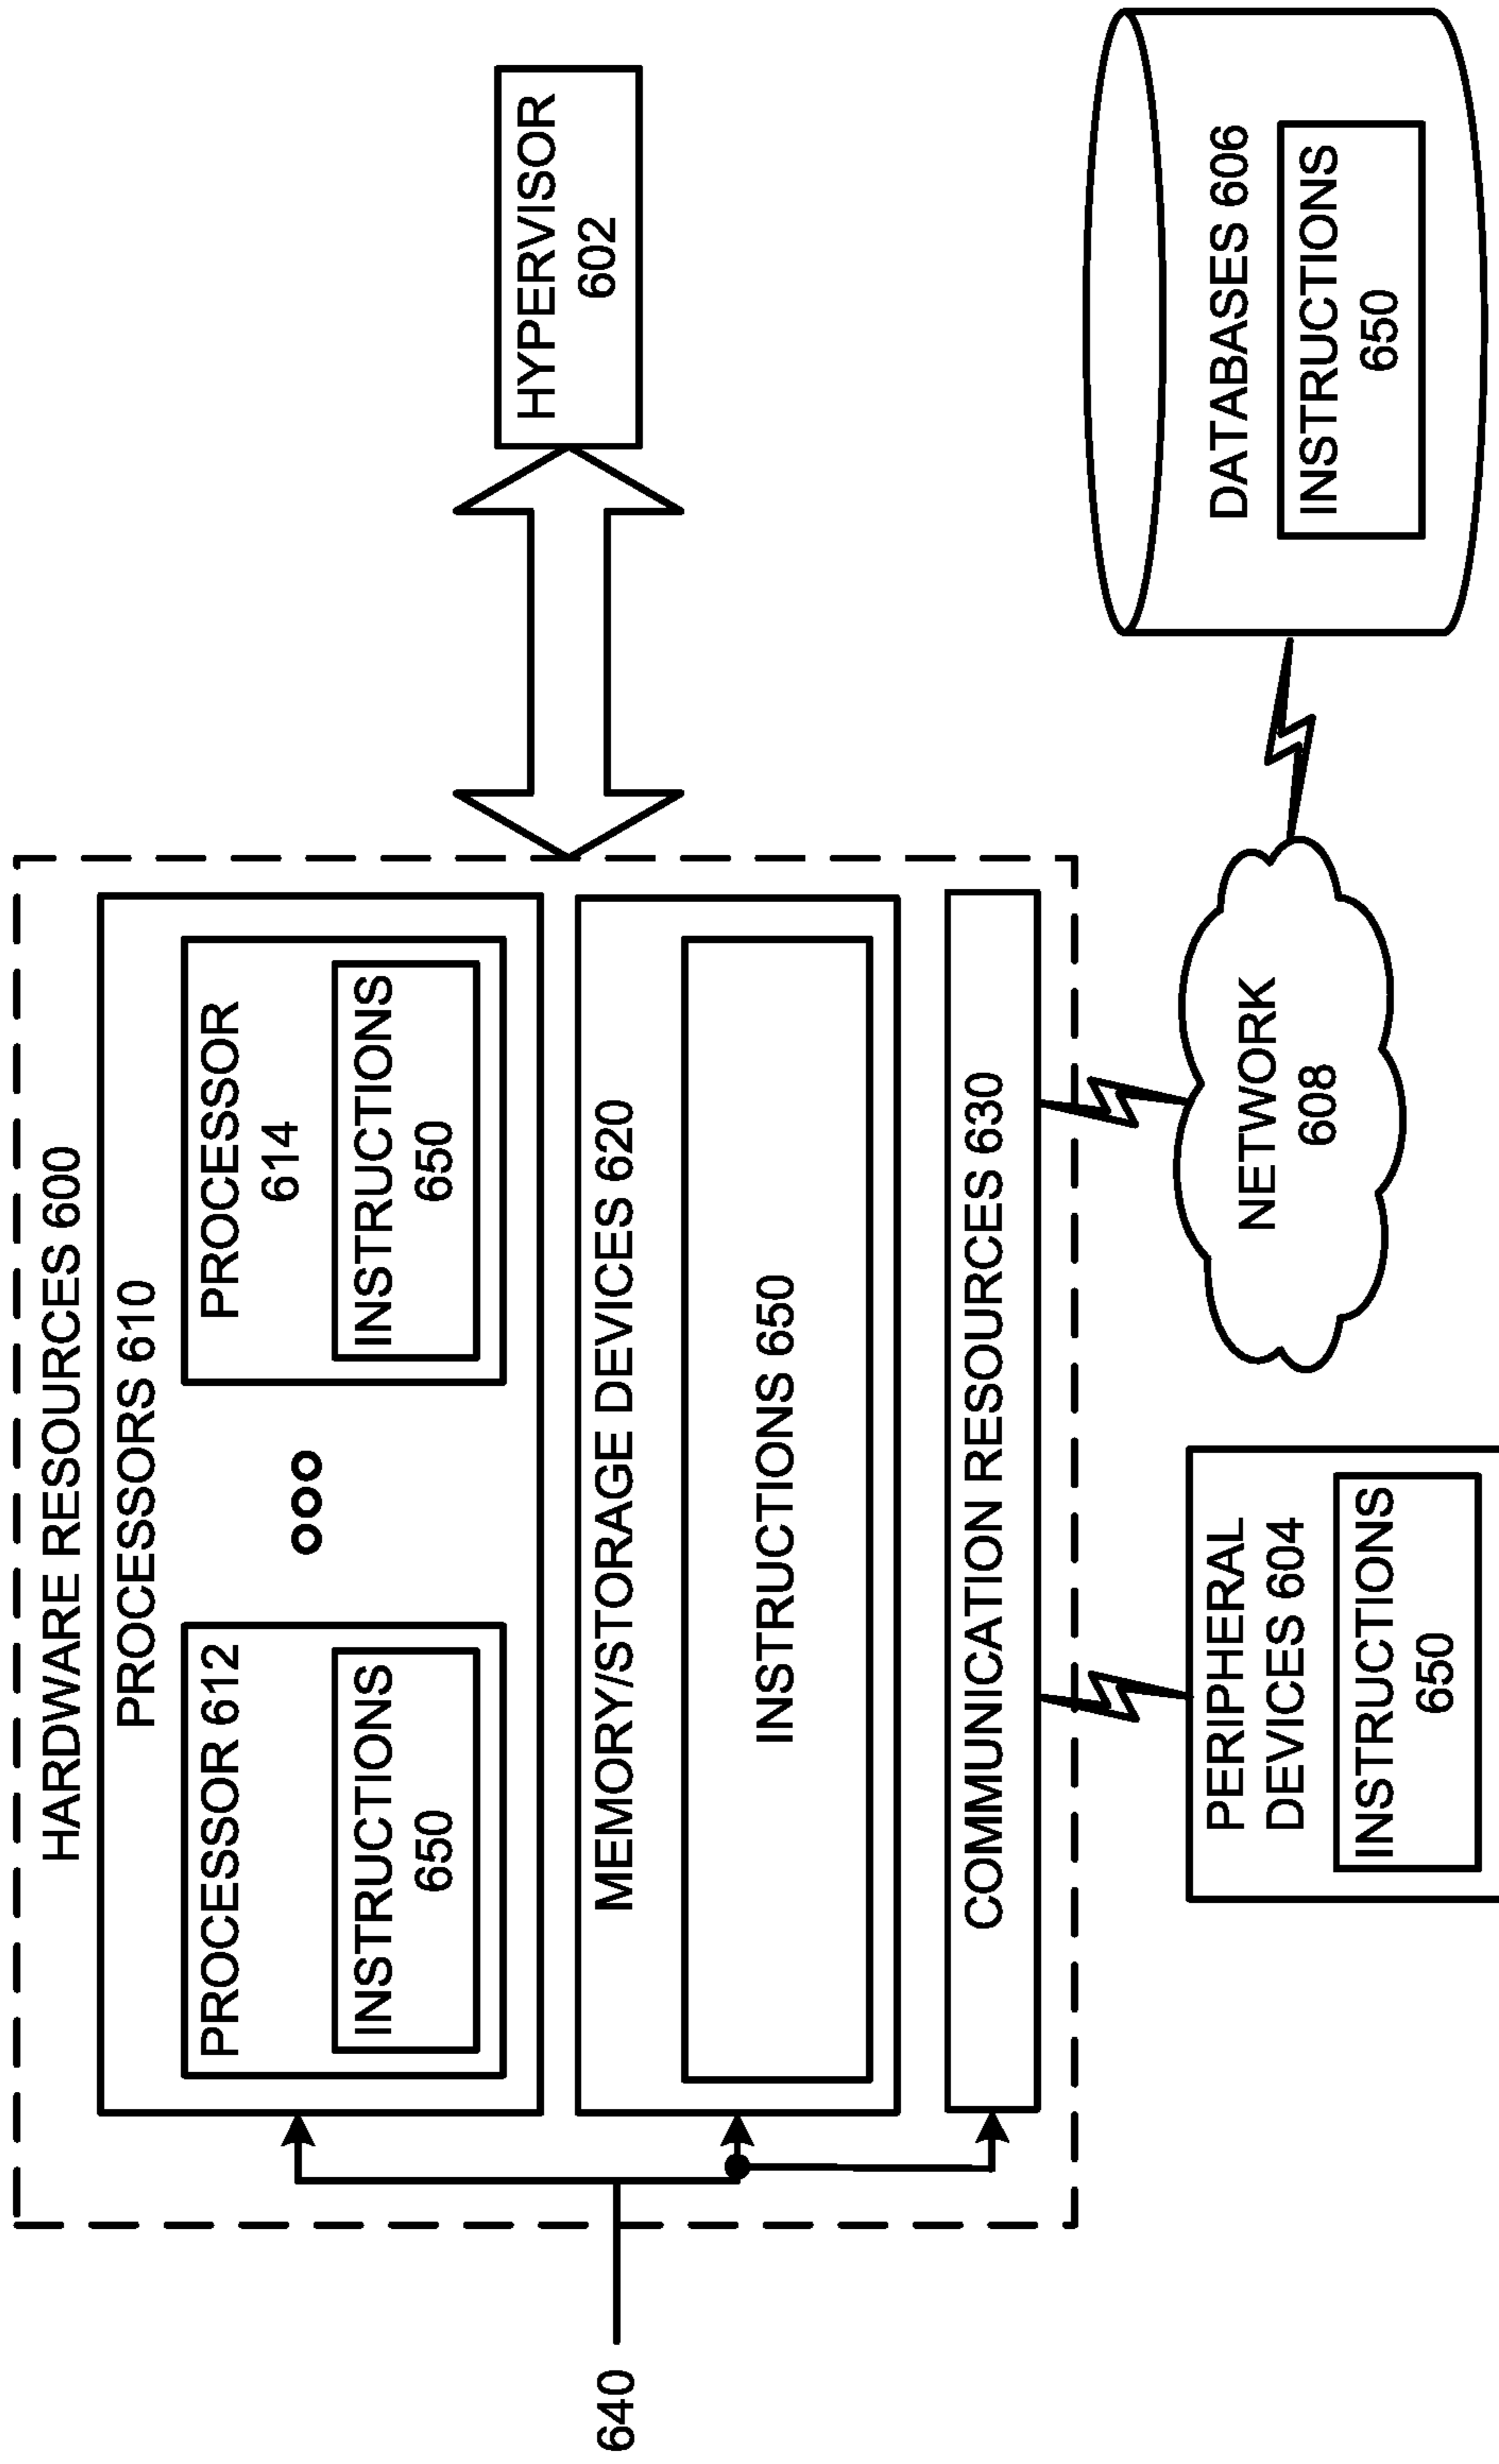 HARDWARE RESOURCES 600
PROCESSORS 610
PROCESSOR 612
INSTRUCTIONS
650
PROCESSOR
614
INSTRUCTIONS
650
MEMORY/STORAGE DEVICES 620
INSTRUCTIONS 650
COMMUNICATION RESOURCES 630
640
HYPERVISOR
602
PERIPHERAL
DEVICES 604
INSTRUCTIONS
650
NETWORK
608
DATABASES 606
INSTRUCTIONS
650